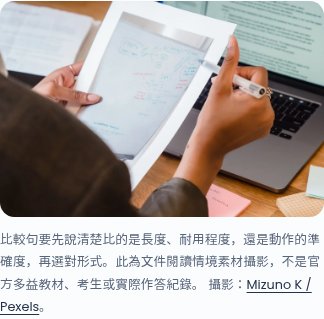 比較句要先說清楚比的是長度、耐用程度，還是動作的準
確度，再選對形式。此為文件閱讀情境素材攝影，不是官
方多益教材、考生或實際作答紀錄。 攝影：Mizuno K /
Pexels。